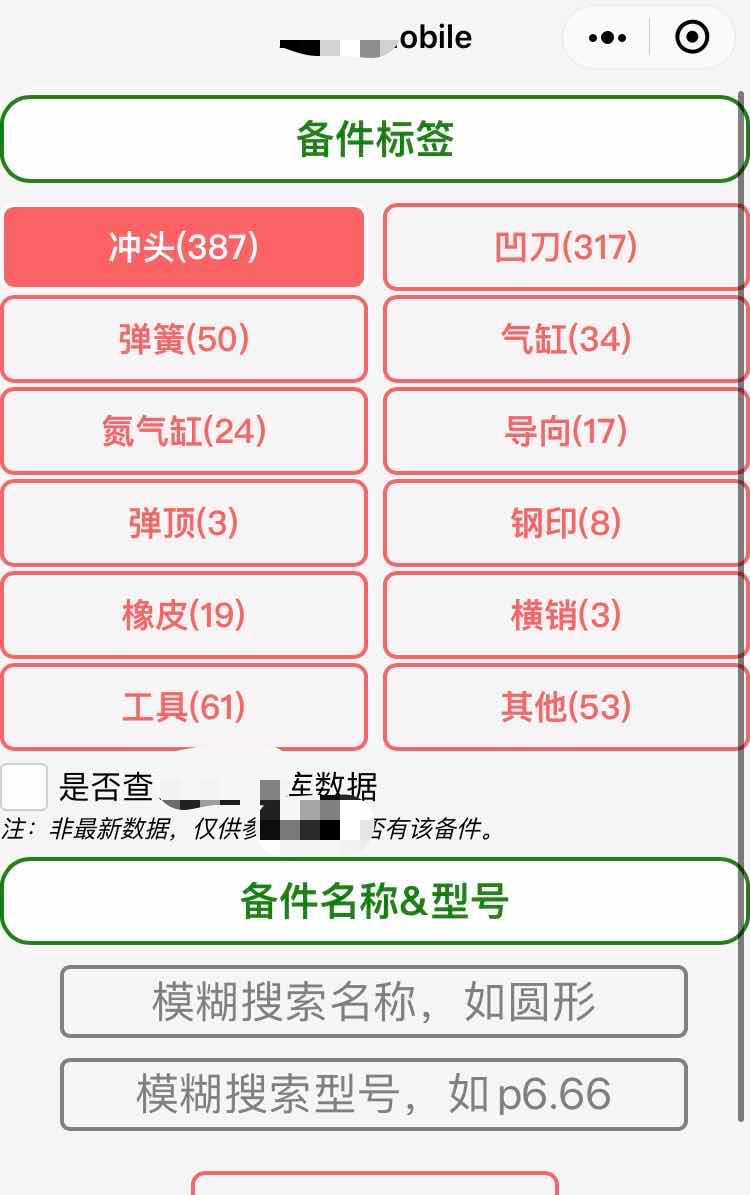 obile
备件标签
冲头(387)
凹刀(317)
弹簧(50)
气缸(34)
氮气缸(24)
导向(17)
弹顶(3)
钢印(8)
橡皮(19)
横销(3)
工具(61)
其他(53)
是否查 库数据
注：非最新数据，仅供参 否有该备件。
备件名称&型号
模糊搜索名称，如圆形
模糊搜索型号，如p6.66